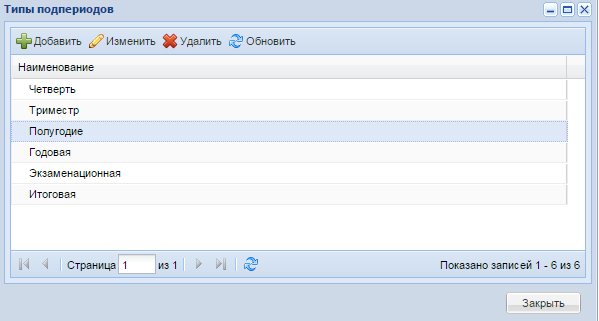 Типы подпериодов
Добавить Изменить Удалить Обновить
Наименование
Четверть
Триместр
Полугодие
Годовая
Экзаменационная
Итоговая
Страница 1 из 1 Показано записей 1 - 6 из 6
Закрыть